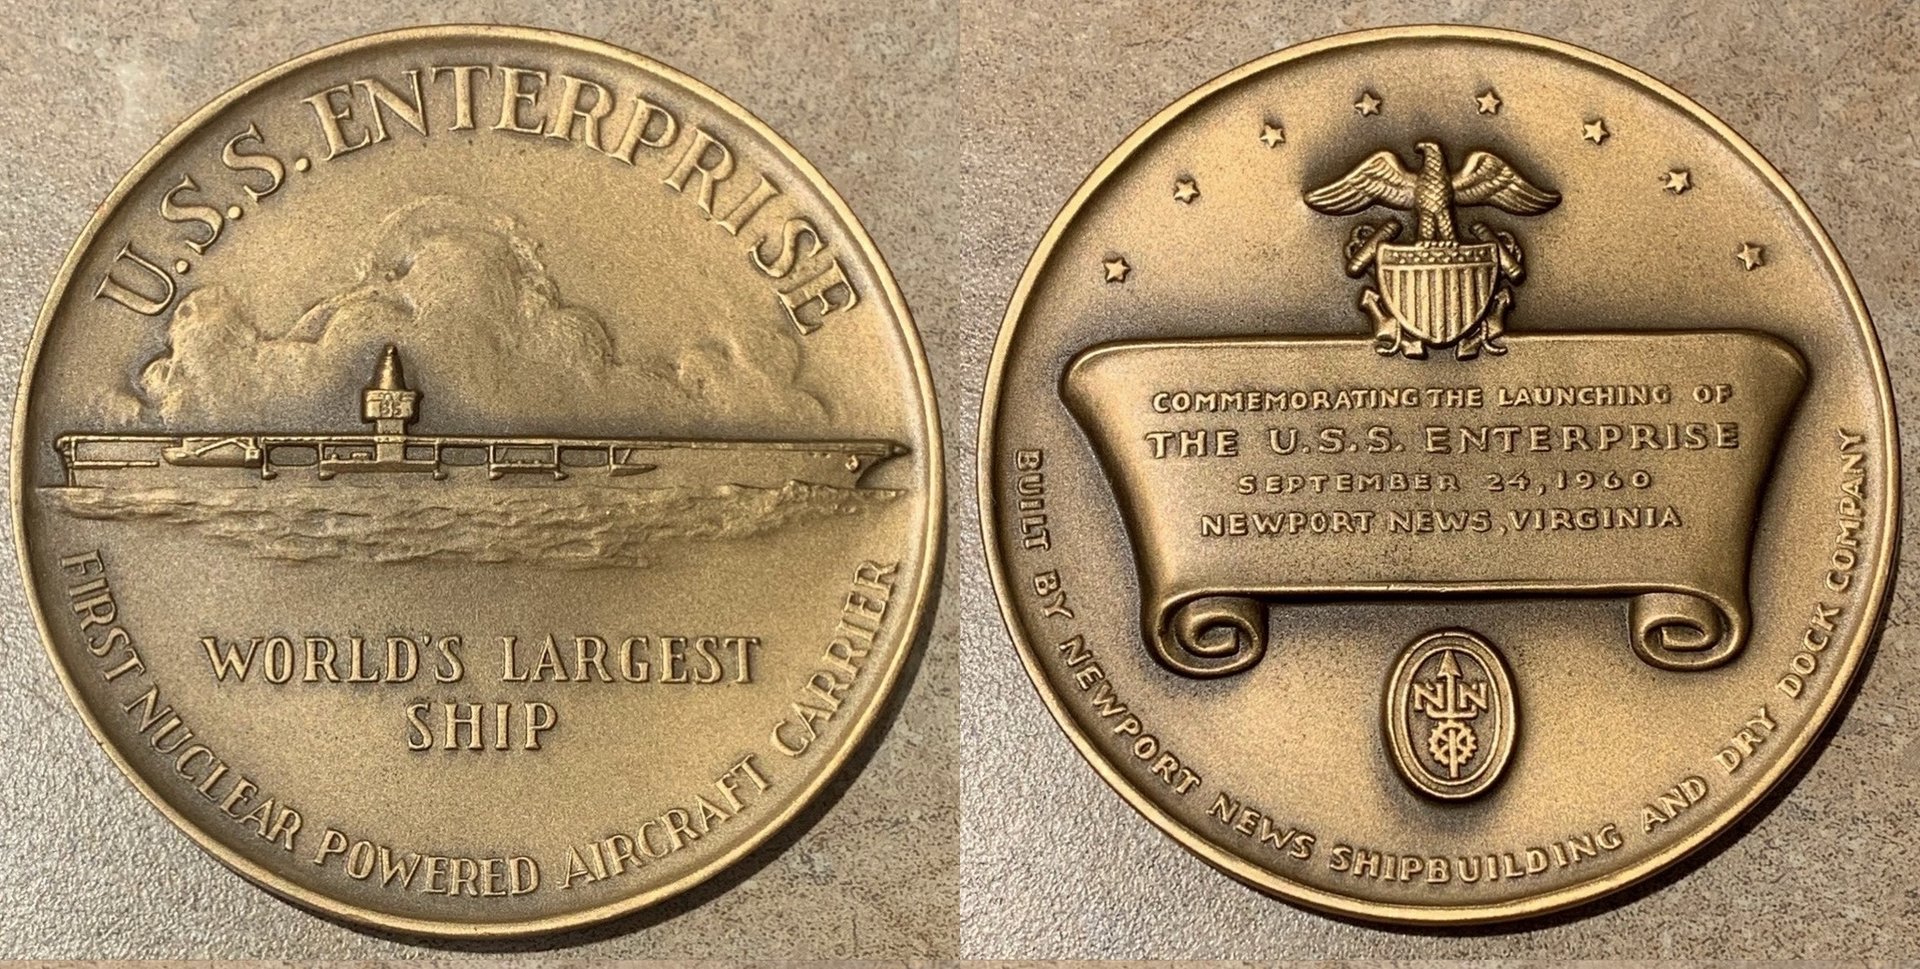 U.S.S. ENTERPRISE
WORLD'S LARGEST
SHIP
FIRST NUCLEAR POWERED AIRCRAFT CARRIER
COMMEMORATING THE LAUNCHING OF
THE U.S.S. ENTERPRISE
SEPTEMBER 24, 1960
NEWPORT NEWS, VIRGINIA
N N
BUILT BY NEWPORT NEWS SHIPBUILDING AND DRY DOCK COMPANY